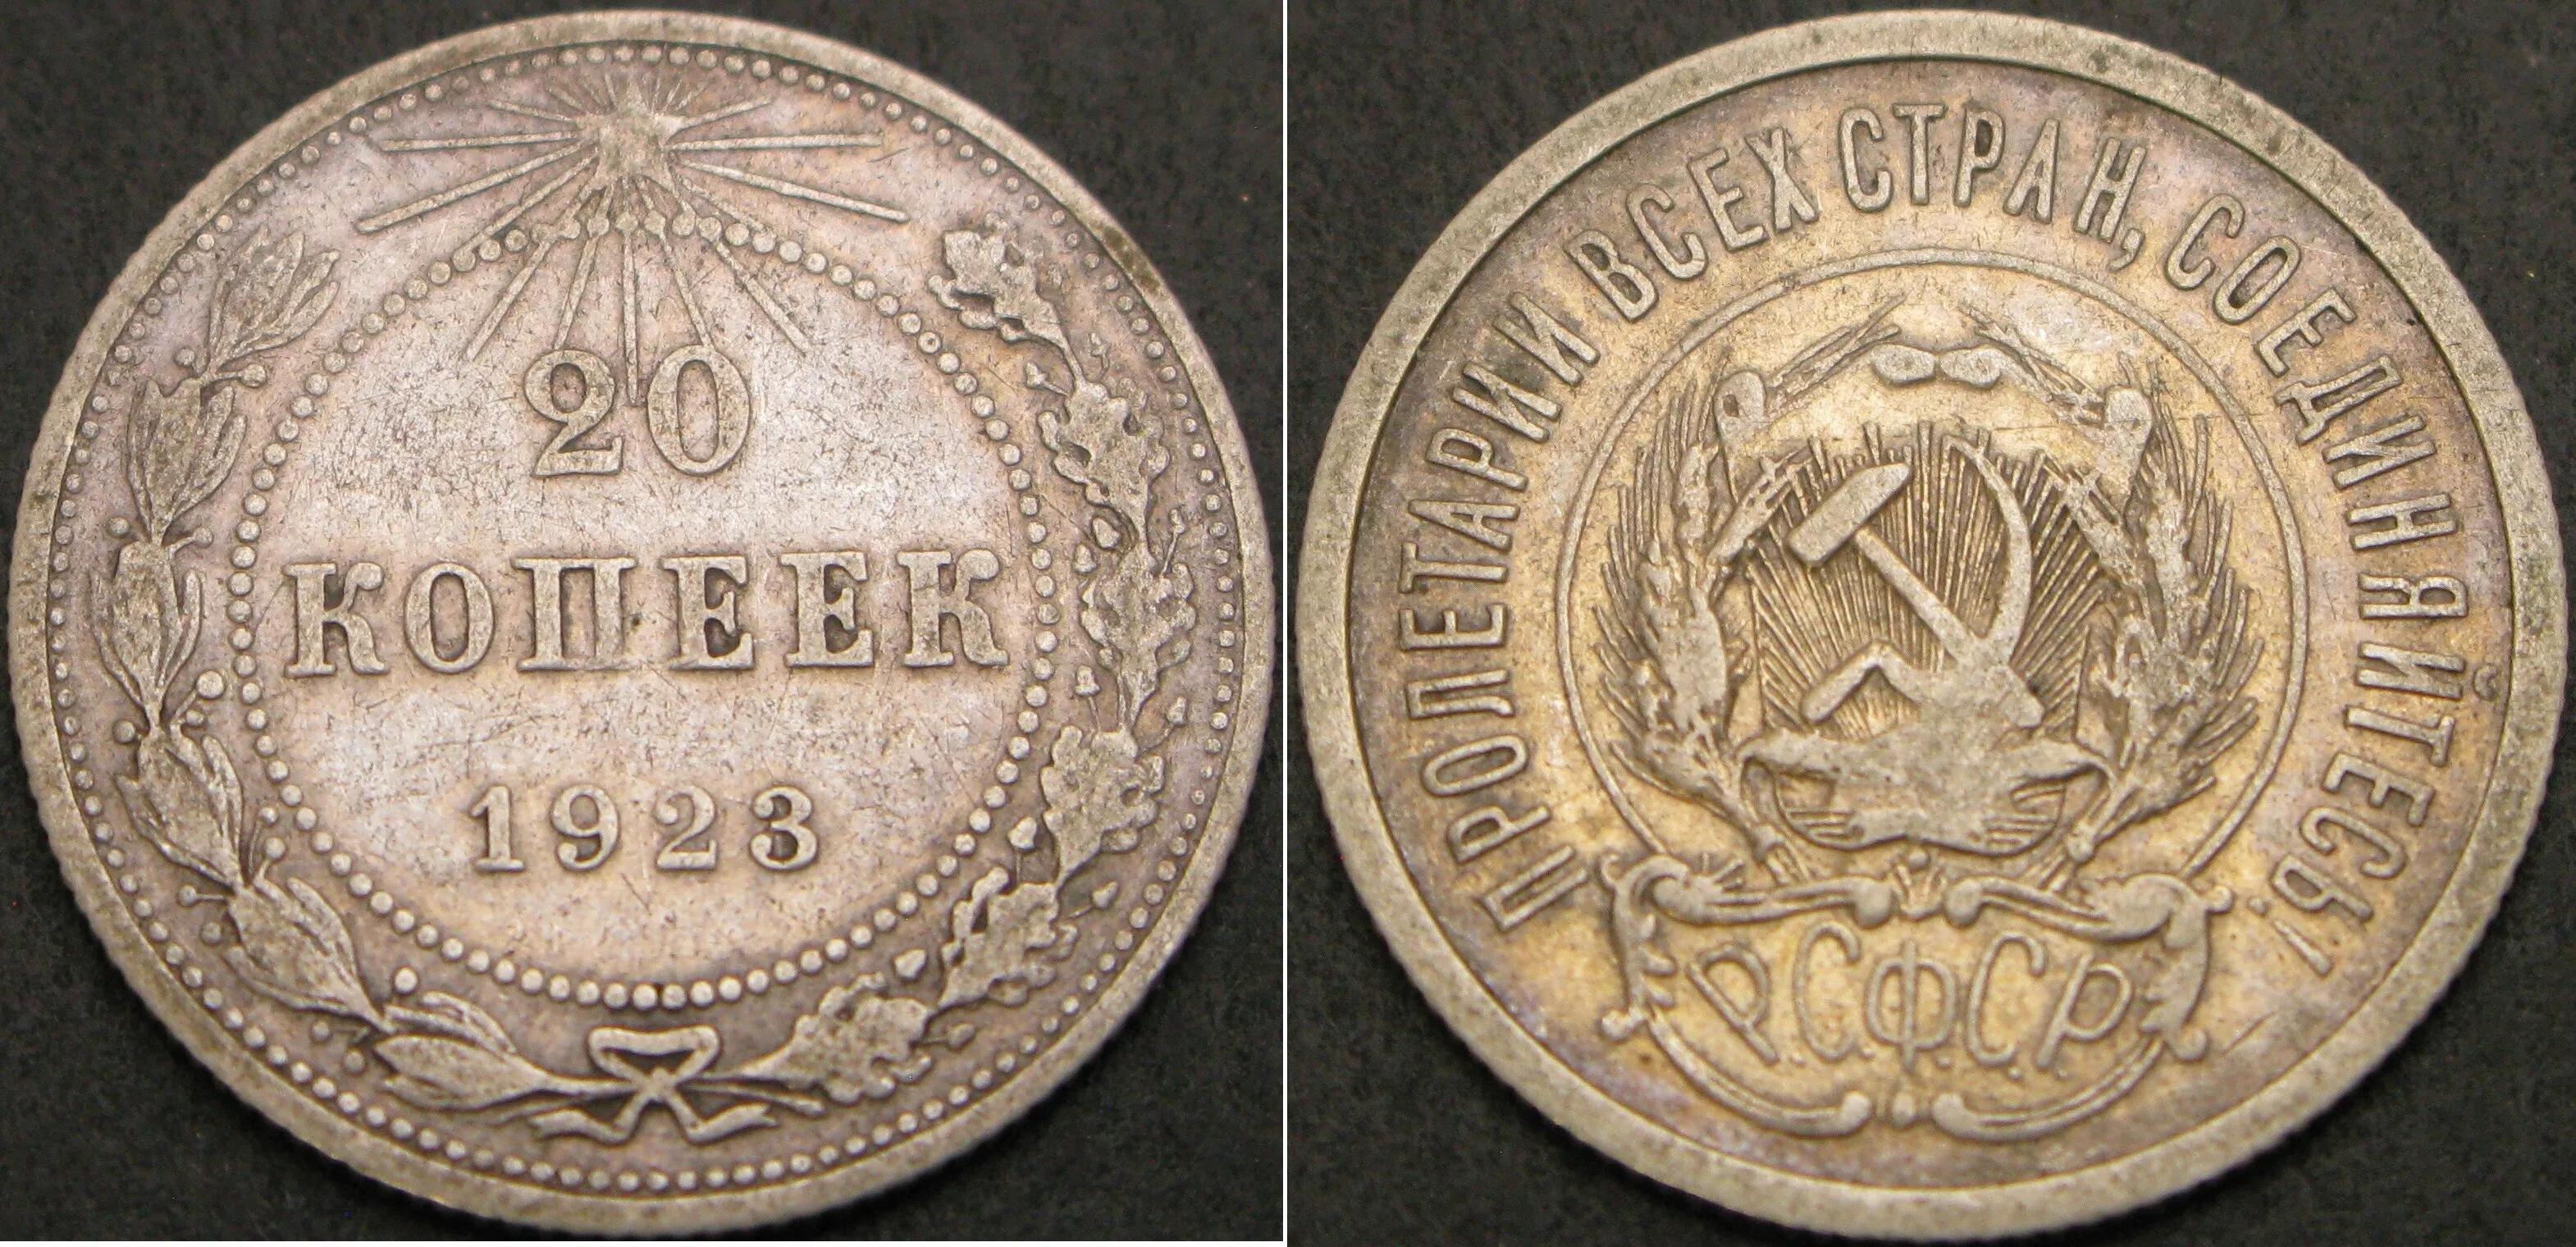 20
КОПЕЕК
1923
ПРОЛЕТАРИИ ВСЕХ СТРАН, СОЕДИНЯЙТЕСЬ!
Р.С.Ф.С.Р.